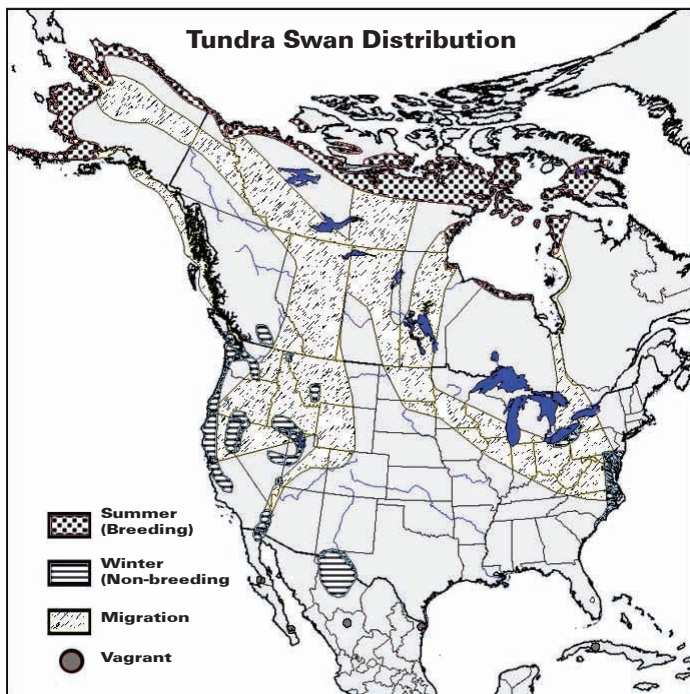 Tundra Swan Distribution
Summer
(Breeding)
Winter
(Non-breeding
Migration
Vagrant